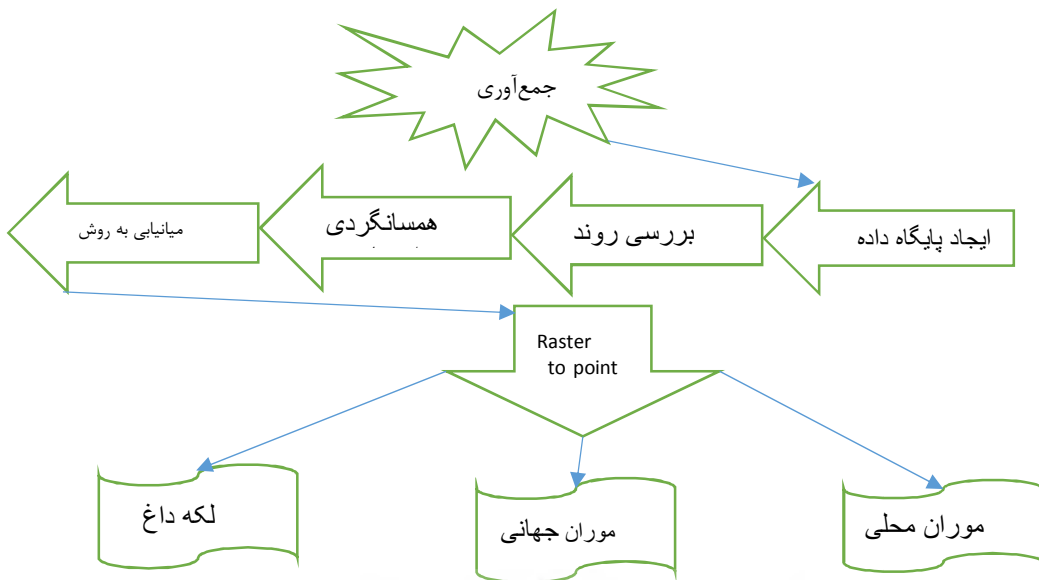 جمع‌آوری
ایجاد پایگاه داده
بررسی روند
همسانگردی
میانیابی به روش
Raster
to point
موران محلی
موران جهانی
لکه داغ